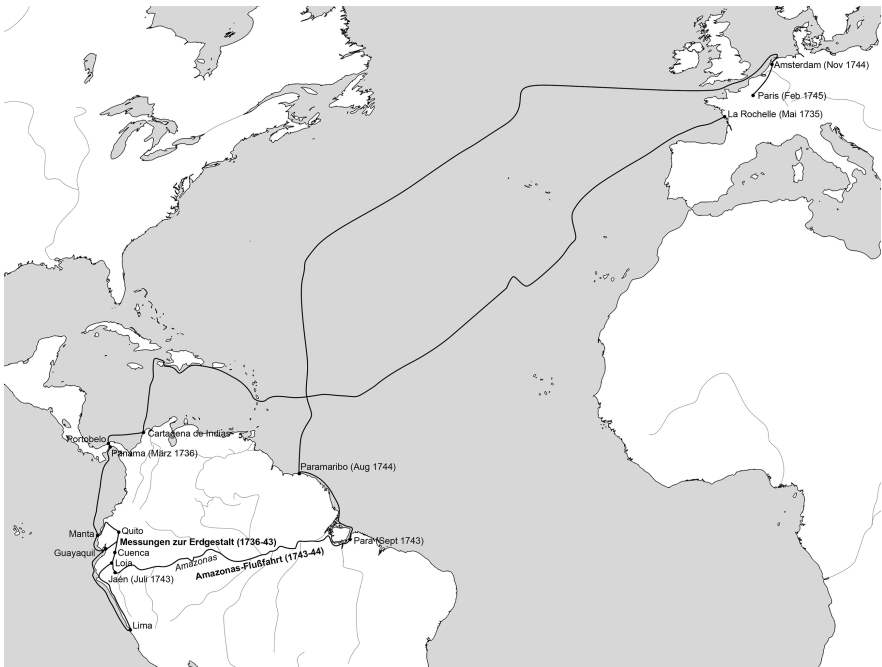 Amsterdam (Nov 1744)
Paris (Feb 1745)
La Rochelle (Mai 1735)
Cartagena de Indias
Portobelo
Panama (März 1736)
Paramaribo (Aug 1744)
Manta
Quito
Pará (Sept 1743)
Messungen zur Erdgestalt (1736-43)
Guayaquil
Cuenca
Loja
Amazonas
Amazonas-Flußfahrt (1743-44)
Jaén (Juli 1743)
Lima